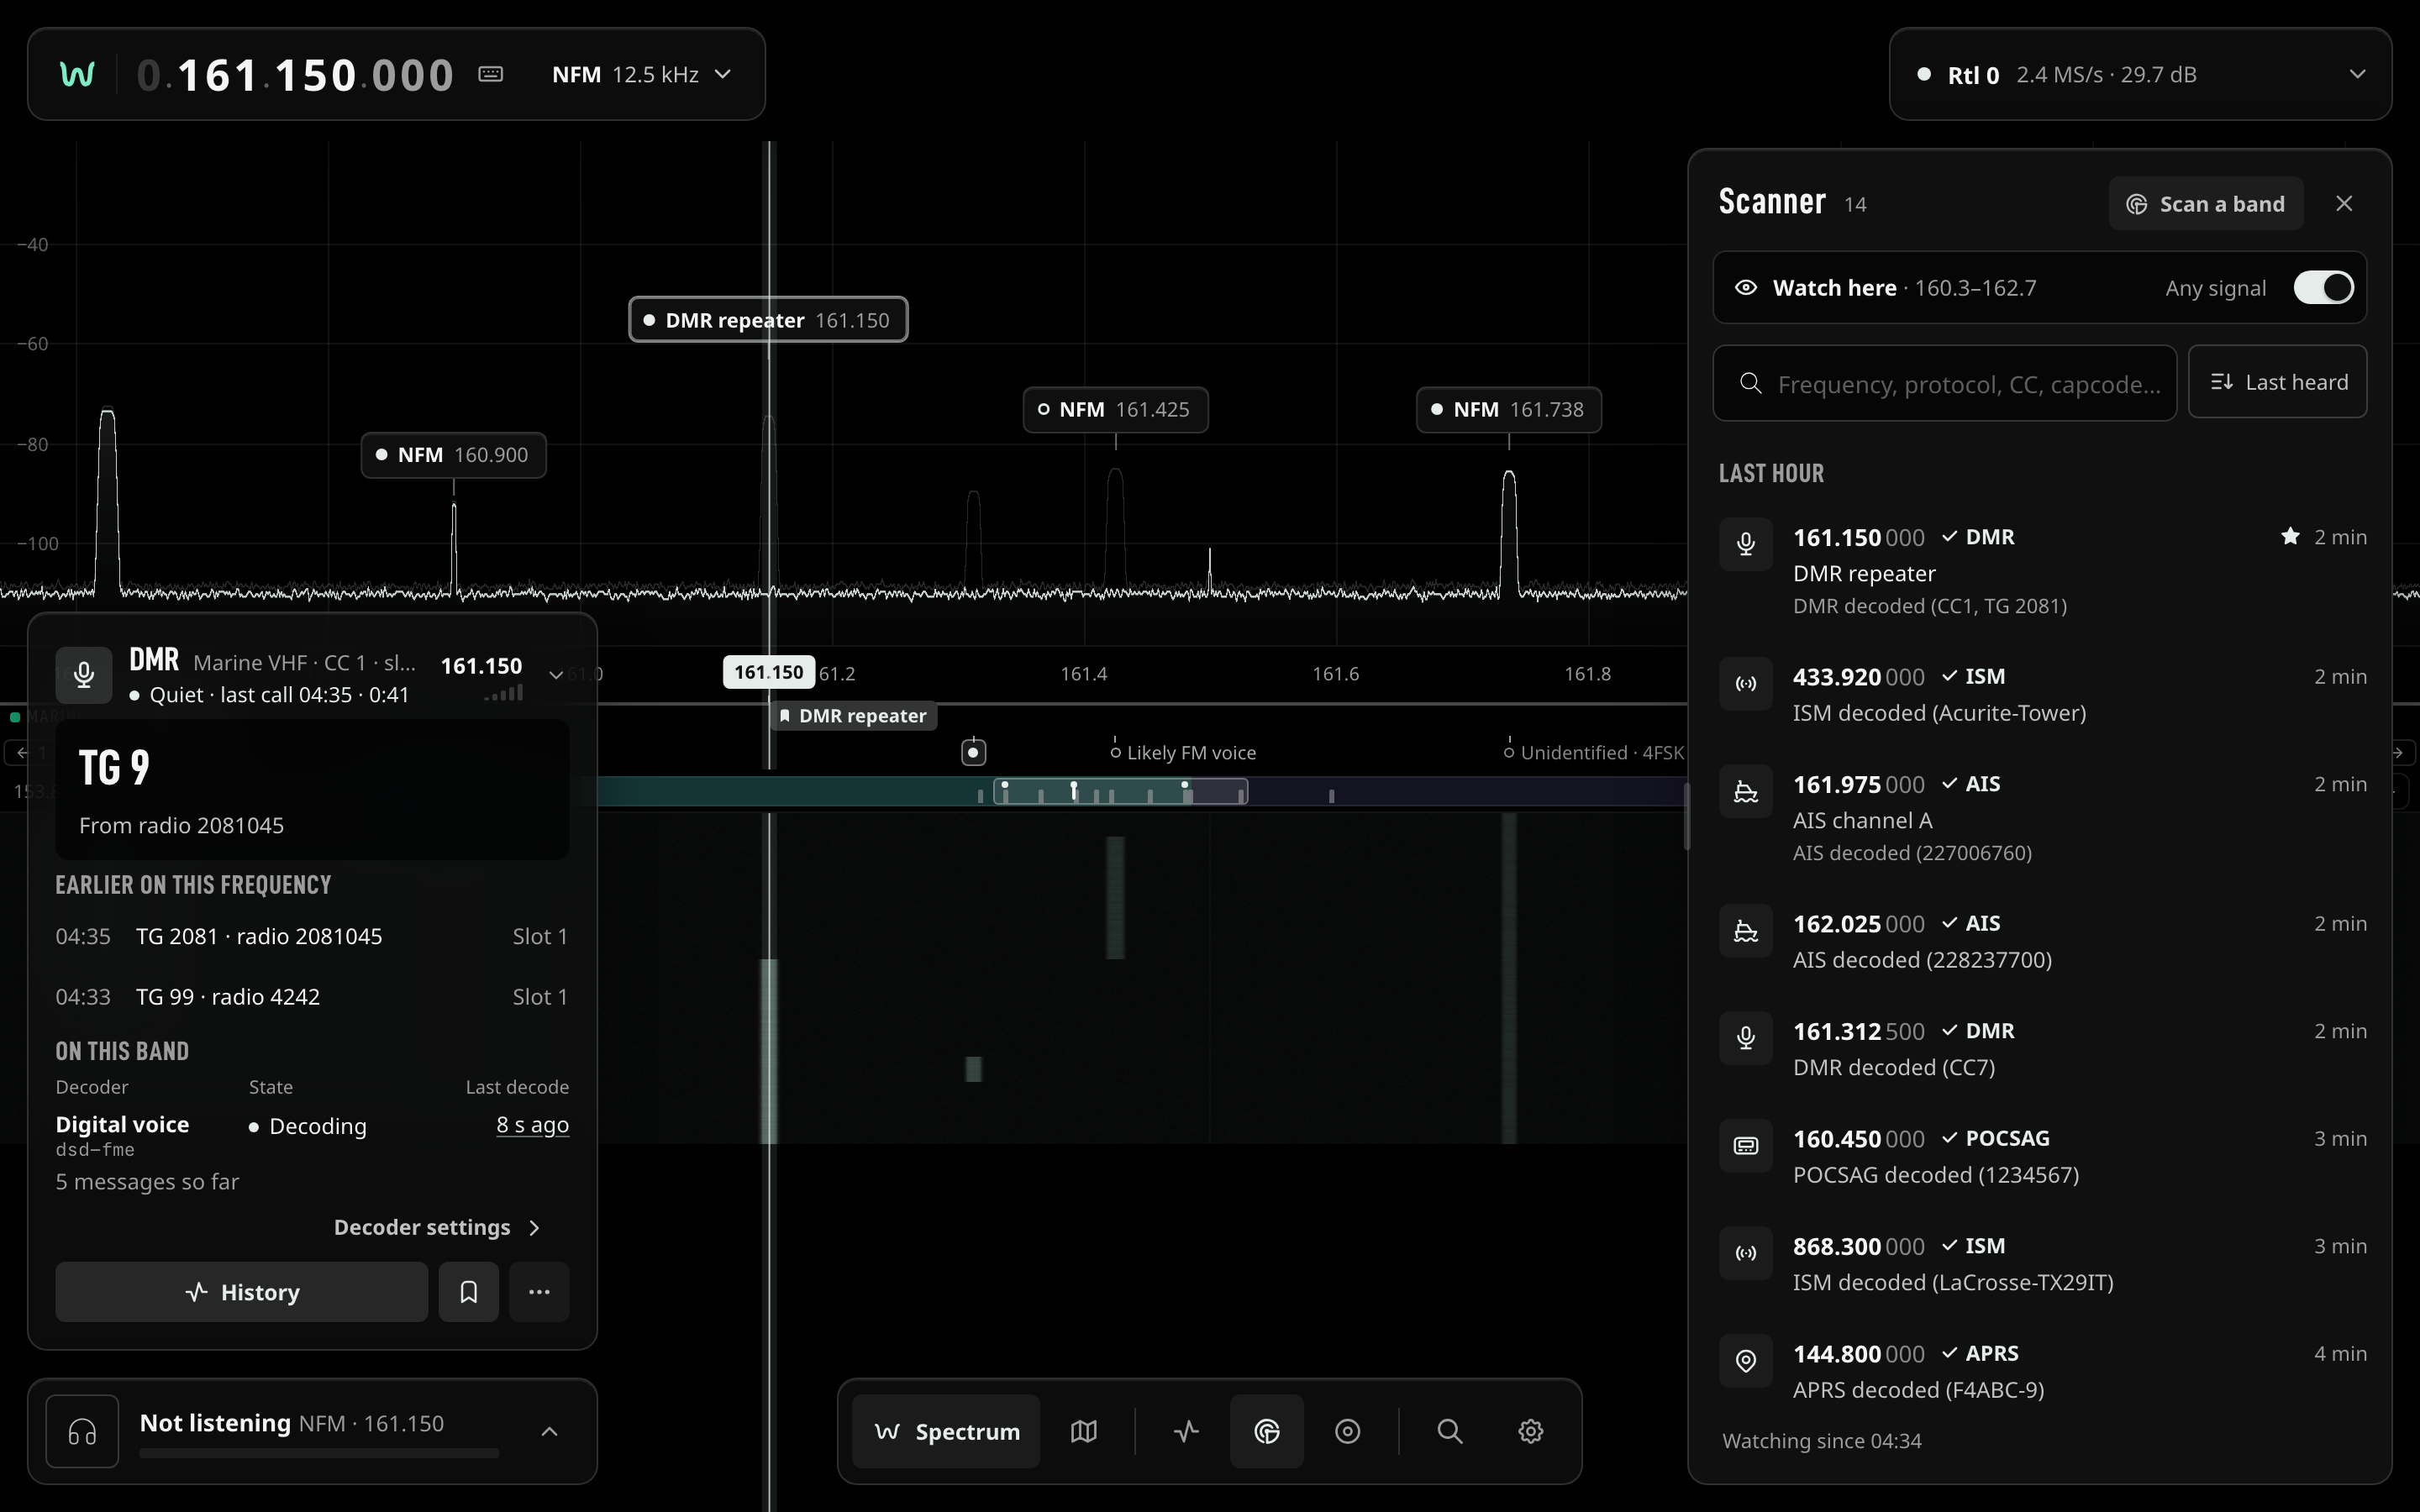 0.161.150.000
NFM 12.5 kHz
Rtl 0 2.4 MS/s · 29.7 dB
−40
−60
−80
−100
DMR repeater 161.150
NFM 160.900
NFM 161.425
NFM 161.738
161.150
61.2
161.4
161.6
161.8
DMR repeater
Likely FM voice
Unidentified · 4FSK
DMR Marine VHF · CC 1 · sl... 161.150
Quiet · last call 04:35 · 0:41
TG 9
From radio 2081045
EARLIER ON THIS FREQUENCY
04:35 TG 2081 · radio 2081045 Slot 1
04:33 TG 99 · radio 4242 Slot 1
ON THIS BAND
Decoder State Last decode
Digital voice Decoding 8 s ago
dsd-fme
5 messages so far
Decoder settings
History
Not listening NFM · 161.150
Spectrum
Scanner 14
Scan a band
Watch here · 160.3–162.7 Any signal
Frequency, protocol, CC, capcode...
Last heard
LAST HOUR
161.150 000 DMR 2 min
DMR repeater
DMR decoded (CC1, TG 2081)
433.920 000 ISM 2 min
ISM decoded (Acurite-Tower)
161.975 000 AIS 2 min
AIS channel A
AIS decoded (227006760)
162.025 000 AIS 2 min
AIS decoded (228237700)
161.312 500 DMR 2 min
DMR decoded (CC7)
160.450 000 POCSAG 3 min
POCSAG decoded (1234567)
868.300 000 ISM 3 min
ISM decoded (LaCrosse-TX29IT)
144.800 000 APRS 4 min
APRS decoded (F4ABC-9)
Watching since 04:34